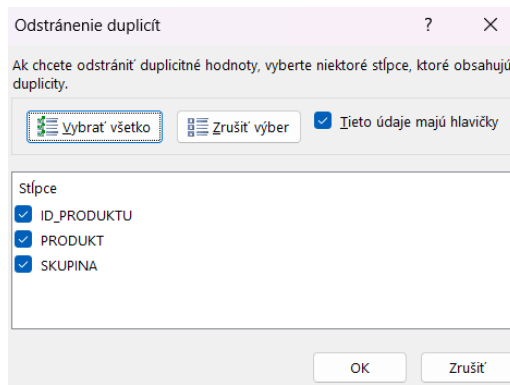 Odstránenie duplicít
?
Ak chcete odstrániť duplicitné hodnoty, vyberte niektoré stĺpce, ktoré obsahujú
duplicity.
Vybrať všetko
Zrušiť výber
Tieto údaje majú hlavičky
Stĺpce
ID_PRODUKTU
PRODUKT
SKUPINA
OK
Zrušiť